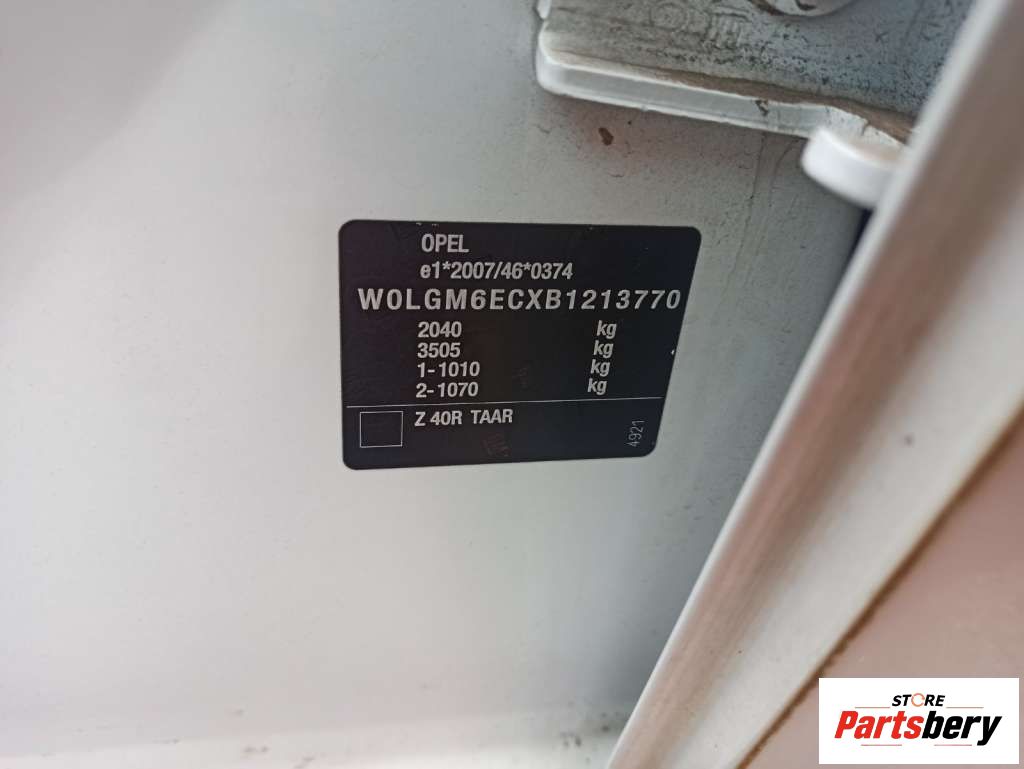 OPEL
e1*2007/46*0374
W0LGM6ECXB1213770
2040 kg
3505 kg
1-1010 kg
2-1070 kg
Z 40R TAAR
4921
STORE
Partsbery